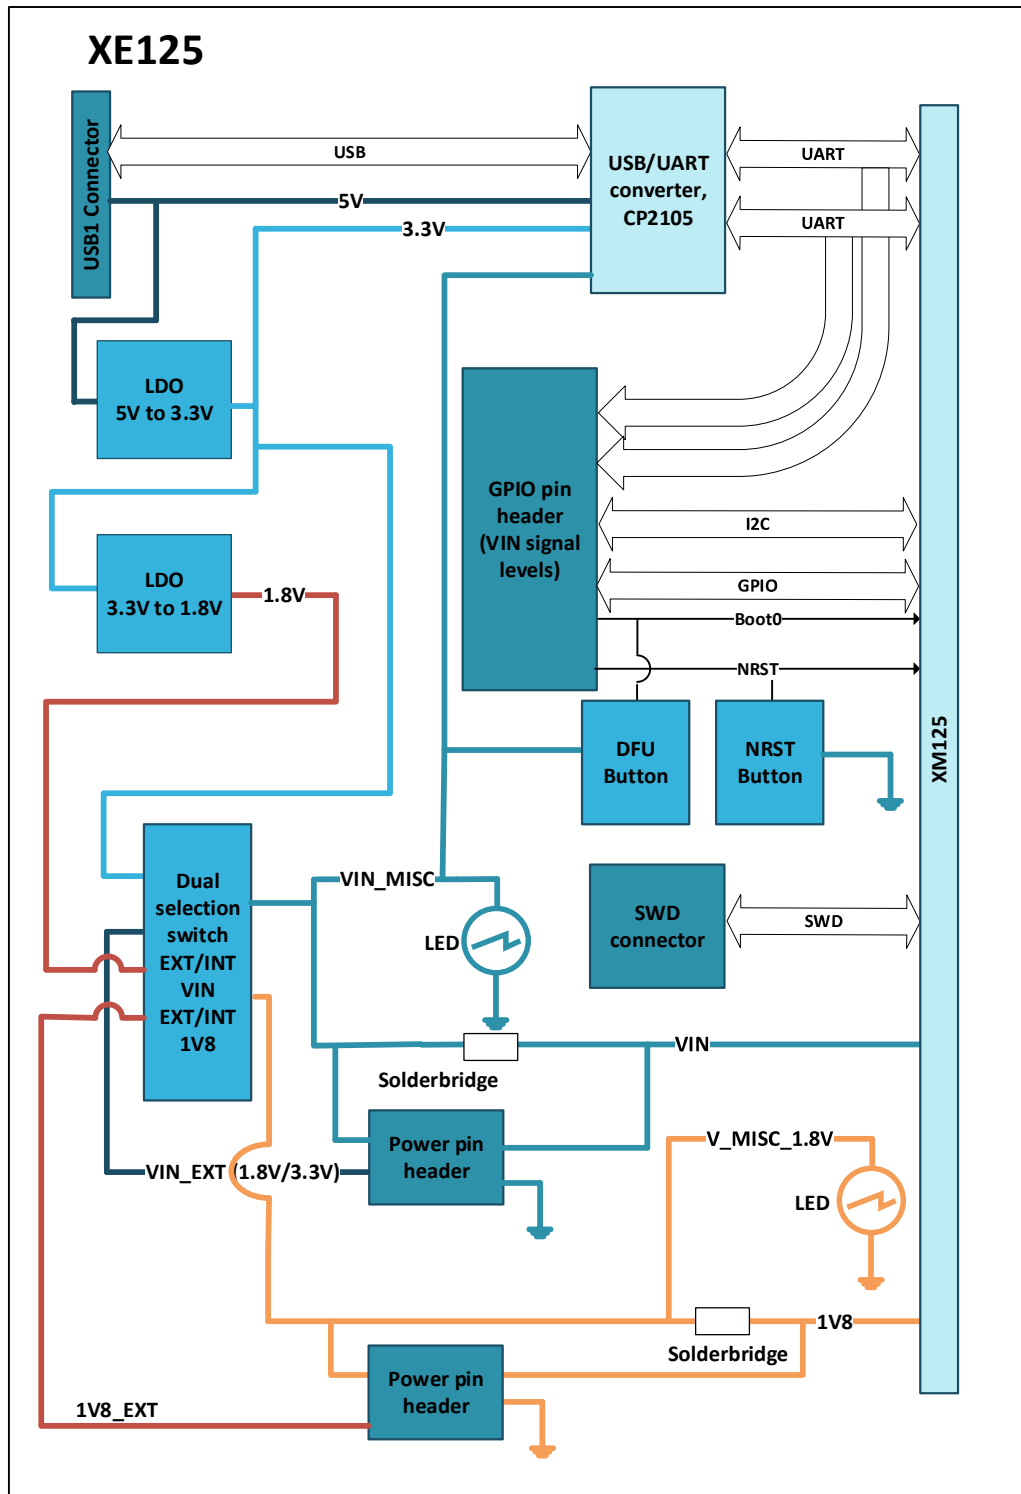 XE125
USB1 Connector
USB
5V
3.3V
USB/UART
converter,
CP2105
UART
UART
LDO
5V to 3.3V
GPIO pin
header
(VIN signal
levels)
I2C
GPIO
Boot0
NRST
LDO
3.3V to 1.8V
1.8V
DFU
Button
NRST
Button
XM125
Dual
selection
switch
EXT/INT
VIN
EXT/INT
1V8
VIN_MISC
LED
SWD
connector
SWD
VIN
Solderbridge
Power pin
header
VIN_EXT (1.8V/3.3V)
V_MISC_1.8V
LED
1V8
Solderbridge
Power pin
header
1V8_EXT